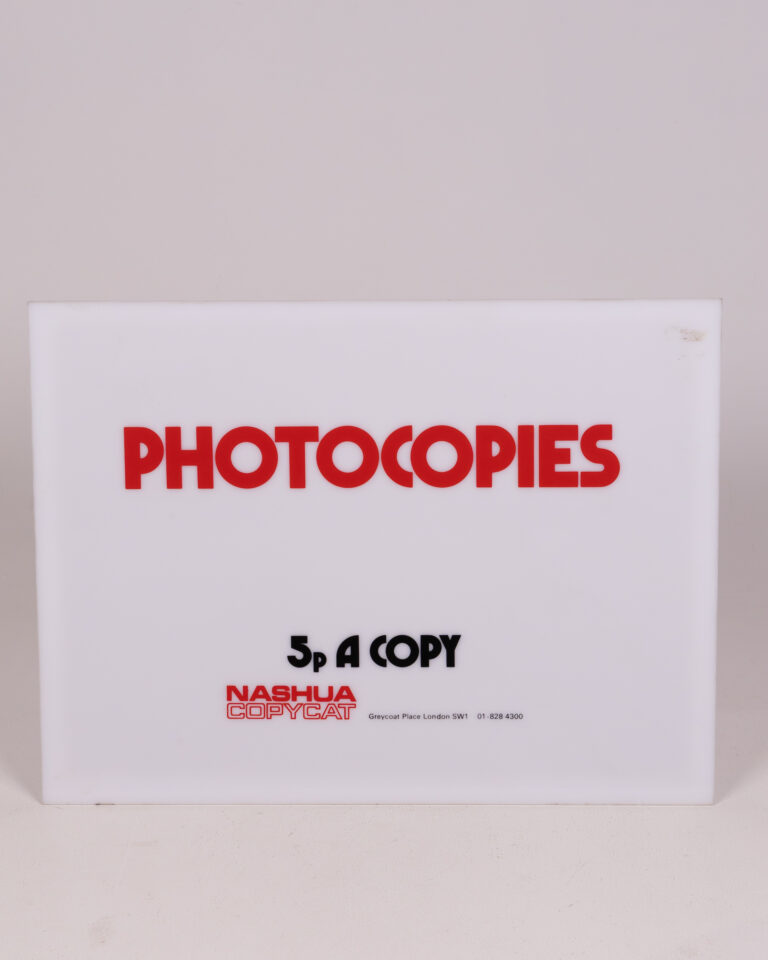 PHOTOCOPIES
5p A COPY
NASHUA
COPYCAT
Greycoat Place London SW1 01-828 4300